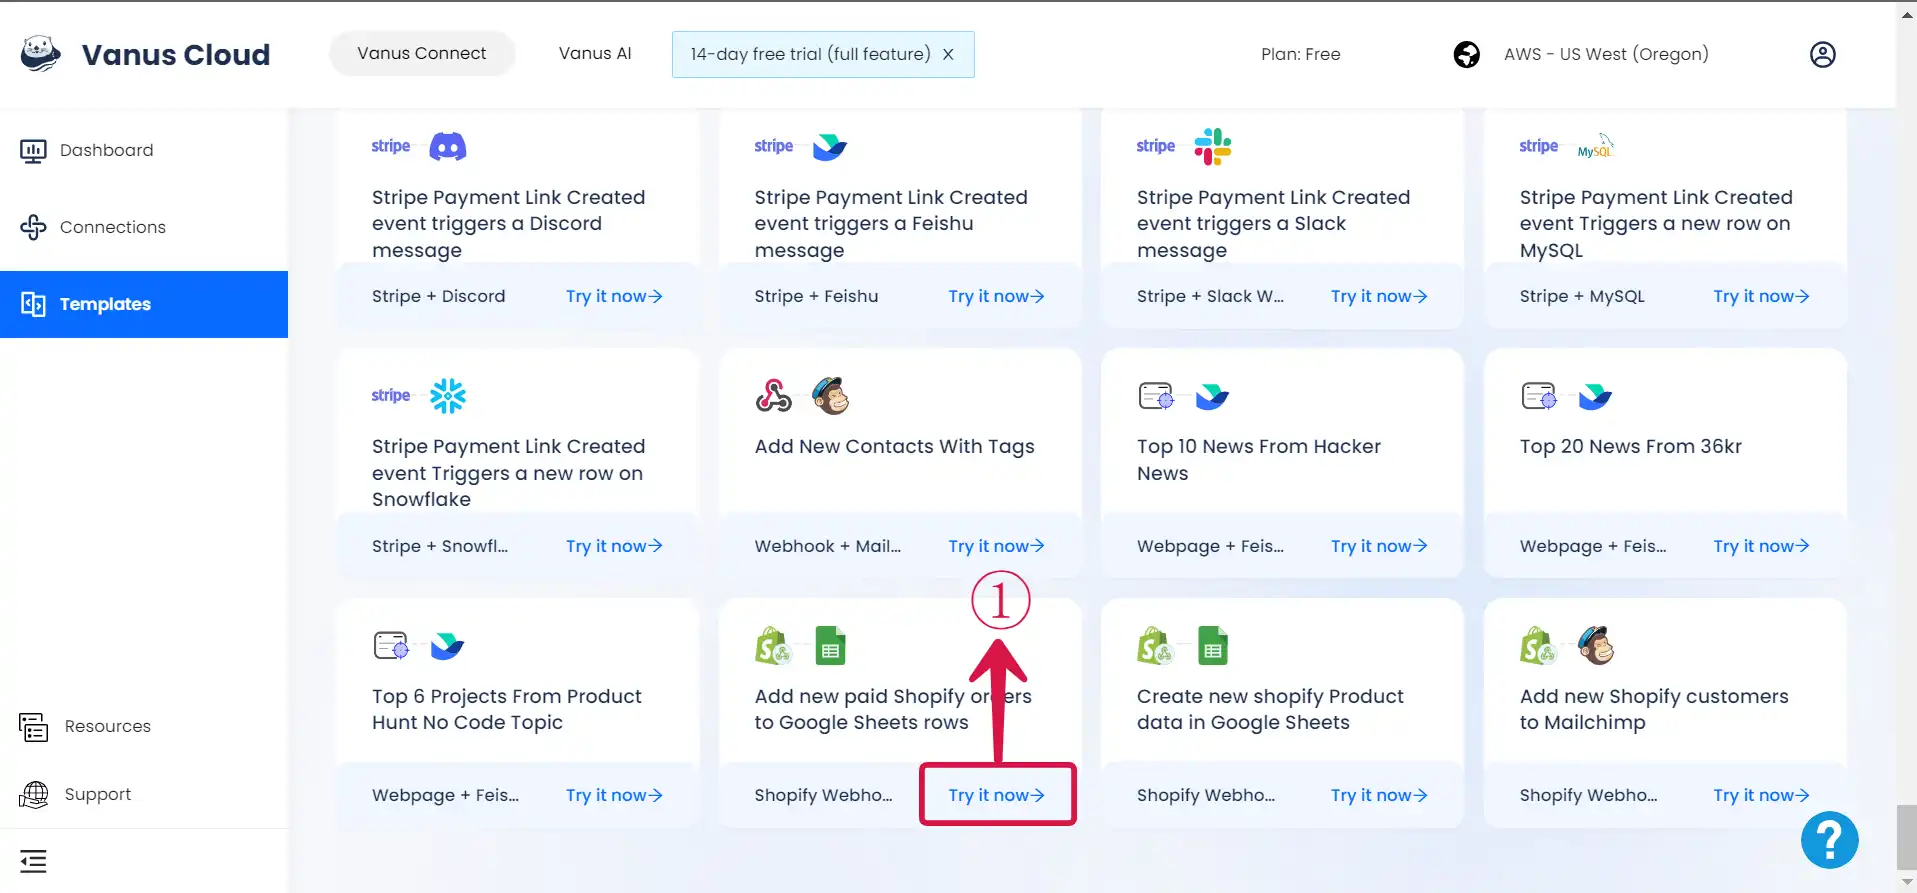 Vanus Cloud
Vanus Connect
Vanus AI
14-day free trial (full feature) X
Plan: Free
AWS - US West (Oregon)
Dashboard
Connections
Templates
Resources
Support
stripe
Stripe Payment Link Created
event triggers a Discord
message
Stripe + Discord
Try it now→
stripe
Stripe Payment Link Created
event triggers a Feishu
message
Stripe + Feishu
Try it now→
stripe
Stripe Payment Link Created
event triggers a Slack
message
Stripe + Slack W...
Try it now→
stripe
MySQL
Stripe Payment Link Created
event Triggers a new row on
MySQL
Stripe + MySQL
Try it now→
stripe
Stripe Payment Link Created
event Triggers a new row on
Snowflake
Stripe + Snowfl...
Try it now→
Add New Contacts With Tags
Webhook + Mail...
Try it now→
Top 10 News From Hacker
News
Webpage + Feis...
Try it now→
Top 20 News From 36kr
Webpage + Feis...
Try it now→
Top 6 Projects From Product
Hunt No Code Topic
Webpage + Feis...
Try it now→
①
Add new paid Shopify orders
to Google Sheets rows
Shopify Webho...
Try it now→
Create new shopify Product
data in Google Sheets
Shopify Webho...
Try it now→
Add new Shopify customers
to Mailchimp
Shopify Webho...
Try it now→
?